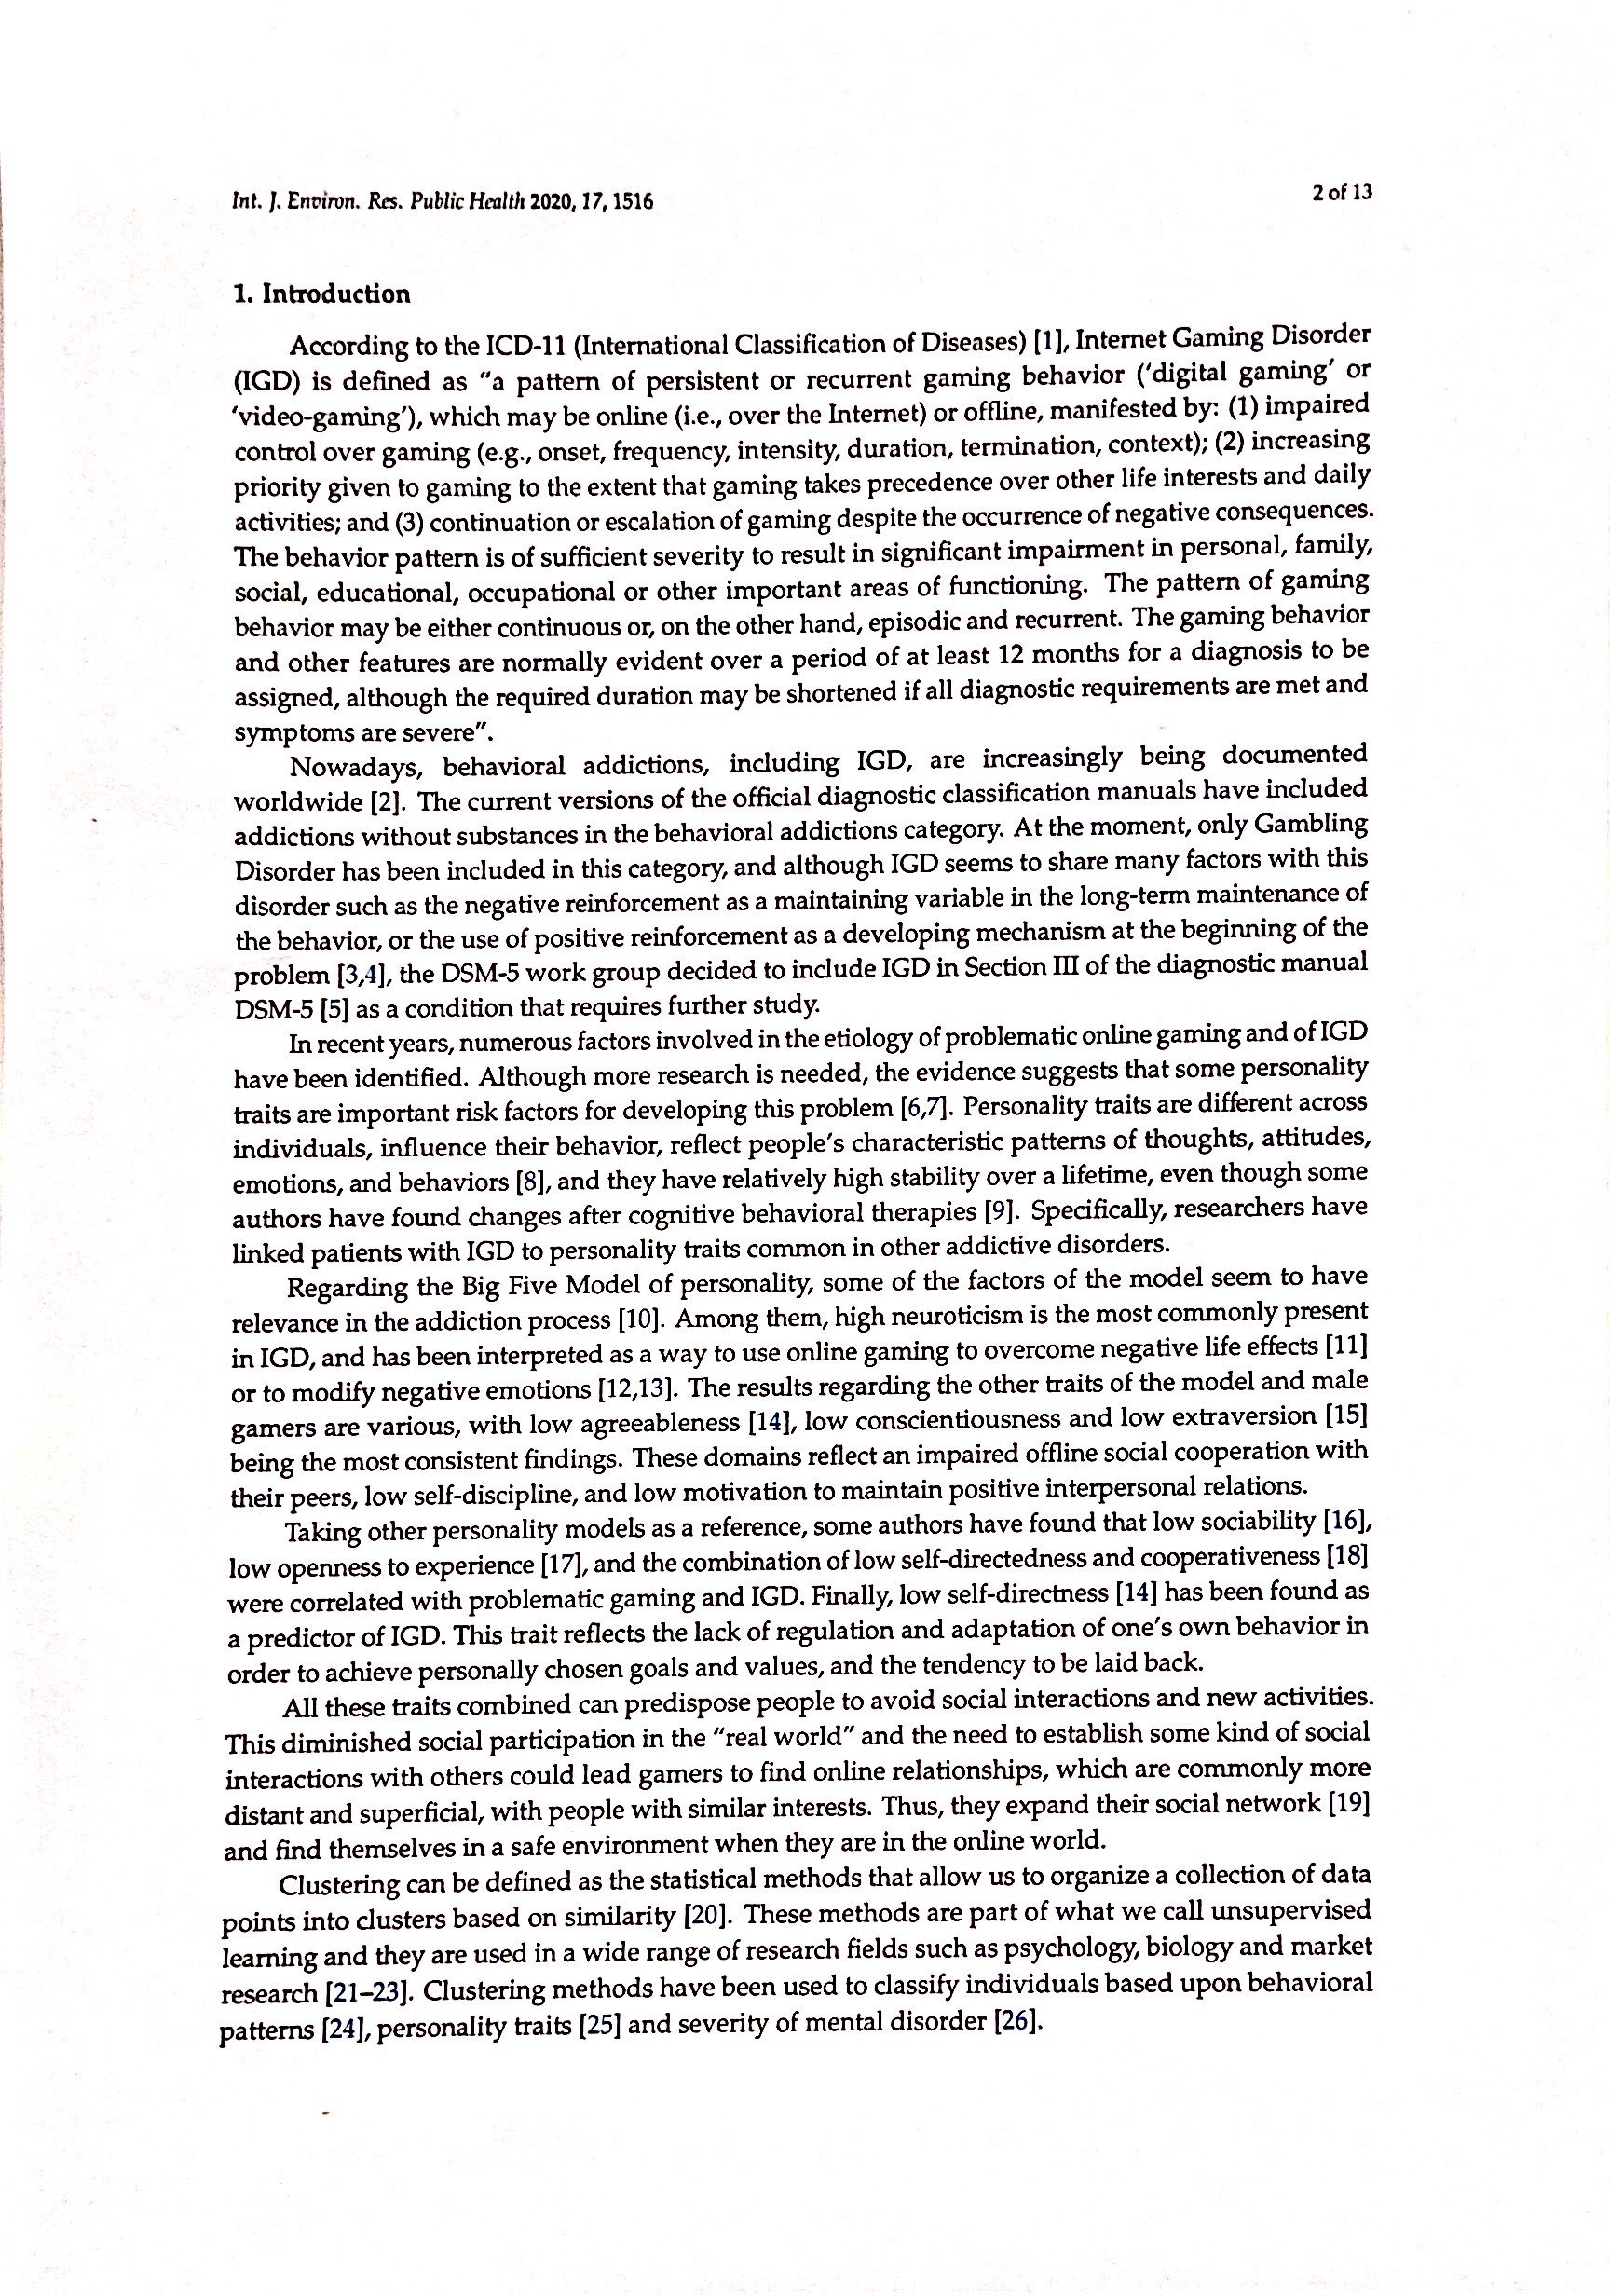 Int. J. Environ. Res. Public Health 2020, 17, 1516
2 of 13
1. Introduction
According to the ICD-11 (International Classification of Diseases) [1], Internet Gaming Disorder
(IGD) is defined as "a pattern of persistent or recurrent gaming behavior ('digital gaming' or
'video-gaming'), which may be online (i.e., over the Internet) or offline, manifested by: (1) impaired
control over gaming (e.g., onset, frequency, intensity, duration, termination, context); (2) increasing
priority given to gaming to the extent that gaming takes precedence over other life interests and daily
activities; and (3) continuation or escalation of gaming despite the occurrence of negative consequences.
The behavior pattern is of sufficient severity to result in significant impairment in personal, family,
social, educational, occupational or other important areas of functioning. The pattern of gaming
behavior may be either continuous or, on the other hand, episodic and recurrent. The gaming behavior
and other features are normally evident over a period of at least 12 months for a diagnosis to be
assigned, although the required duration may be shortened if all diagnostic requirements are met and
symptoms are severe".
Nowadays, behavioral addictions, including IGD, are increasingly being documented
worldwide [2]. The current versions of the official diagnostic classification manuals have included
addictions without substances in the behavioral addictions category. At the moment, only Gambling
Disorder has been included in this category, and although IGD seems to share many factors with this
disorder such as the negative reinforcement as a maintaining variable in the long-term maintenance of
the behavior, or the use of positive reinforcement as a developing mechanism at the beginning of the
problem [3,4], the DSM-5 work group decided to include IGD in Section III of the diagnostic manual
DSM-5 [5] as a condition that requires further study.
In recent years, numerous factors involved in the etiology of problematic online gaming and of IGD
have been identified. Although more research is needed, the evidence suggests that some personality
traits are important risk factors for developing this problem [6,7]. Personality traits are different across
individuals, influence their behavior, reflect people's characteristic patterns of thoughts, attitudes,
emotions, and behaviors [8], and they have relatively high stability over a lifetime, even though some
authors have found changes after cognitive behavioral therapies [9]. Specifically, researchers have
linked patients with IGD to personality traits common in other addictive disorders.
Regarding the Big Five Model of personality, some of the factors of the model seem to have
relevance in the addiction process [10]. Among them, high neuroticism is the most commonly present
in IGD, and has been interpreted as a way to use online gaming to overcome negative life effects [11]
or to modify negative emotions [12,13]. The results regarding the other traits of the model and male
gamers are various, with low agreeableness [14], low conscientiousness and low extraversion [15]
being the most consistent findings. These domains reflect an impaired offline social cooperation with
their peers, low self-discipline, and low motivation to maintain positive interpersonal relations.
Taking other personality models as a reference, some authors have found that low sociability [16],
low openness to experience [17], and the combination of low self-directedness and cooperativeness [18]
were correlated with problematic gaming and IGD. Finally, low self-directness [14] has been found as
a predictor of IGD. This trait reflects the lack of regulation and adaptation of one's own behavior in
order to achieve personally chosen goals and values, and the tendency to be laid back.
All these traits combined can predispose people to avoid social interactions and new activities.
This diminished social participation in the "real world" and the need to establish some kind of social
interactions with others could lead gamers to find online relationships, which are commonly more
distant and superficial, with people with similar interests. Thus, they expand their social network [19]
and find themselves in a safe environment when they are in the online world.
Clustering can be defined as the statistical methods that allow us to organize a collection of data
points into clusters based on similarity [20]. These methods are part of what we call unsupervised
learning and they are used in a wide range of research fields such as psychology, biology and market
research [21–23]. Clustering methods have been used to classify individuals based upon behavioral
patterns [24], personality traits [25] and severity of mental disorder [26].